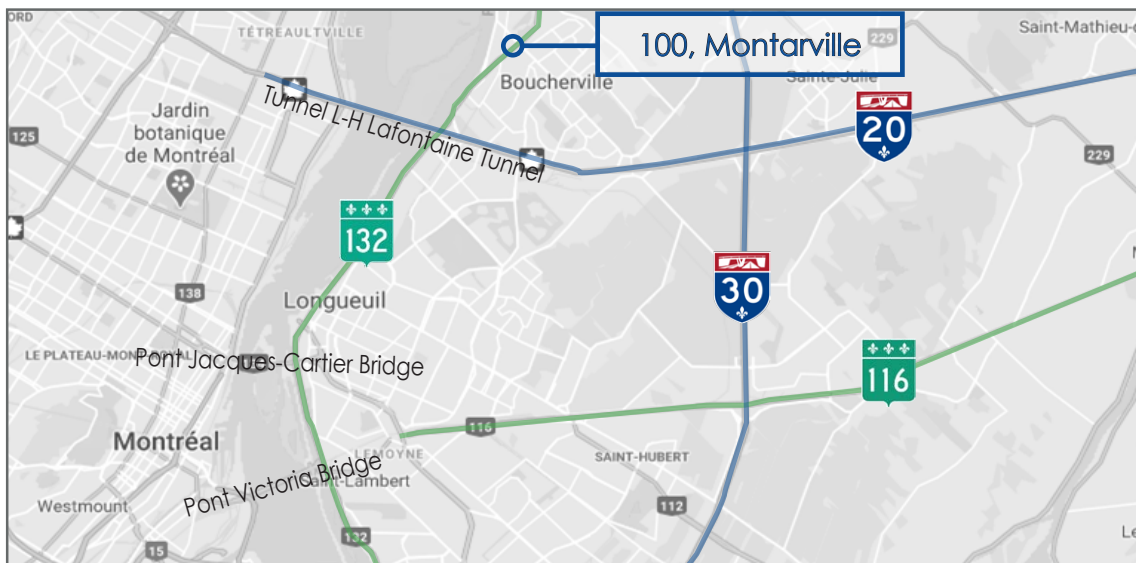 ORD
TÉTREAULTVILLE
100, Montarville
229
Saint-Mathieu-d
Boucherville
Sainte-Julie
Tunnel L-H Lafontaine Tunnel
Jardin
botanique
de Montréal
125
20
229
132
30
138
Longueuil
LE PLATEAU-MONT-ROYAL
Pont Jacques-Cartier Bridge
116
116
Montréal
LEMOYNE
SAINT-HUBERT
Pont Victoria Bridge
Saint-Lambert
Westmount
112
132
15
Le